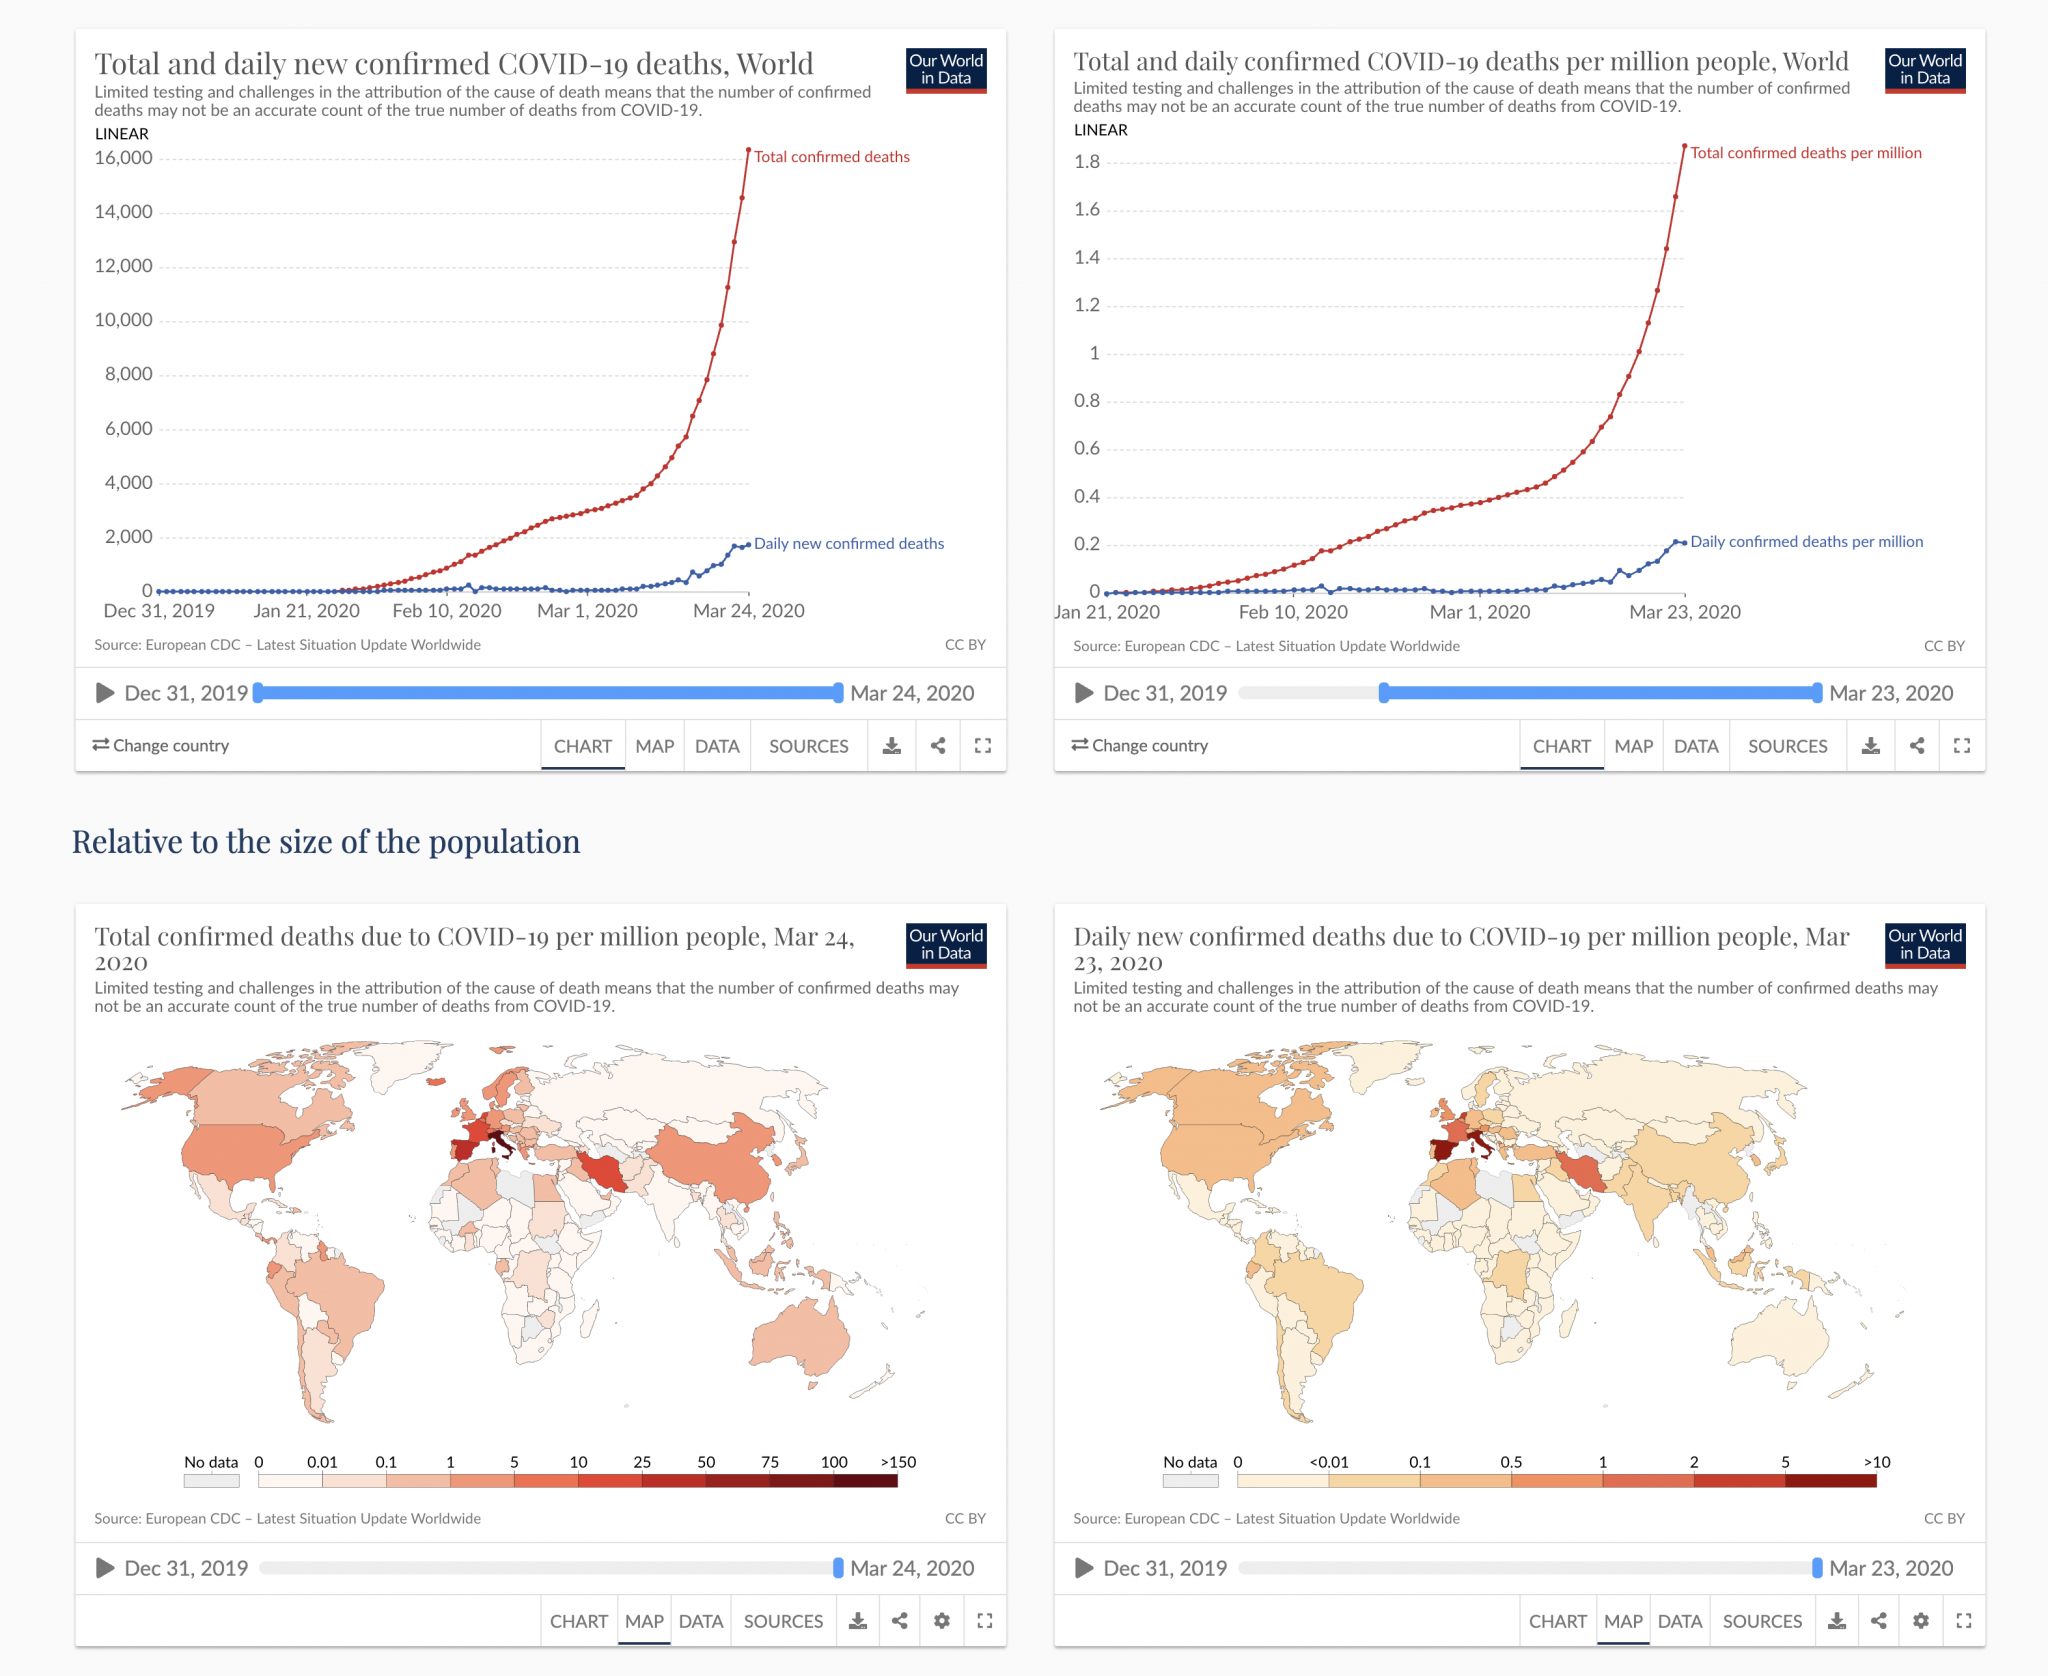 Total and daily new confirmed COVID-19 deaths, World
Our World
in Data
Limited testing and challenges in the attribution of the cause of death means that the number of confirmed
deaths may not be an accurate count of the true number of deaths from COVID-19.
LINEAR
16,000
Total confirmed deaths
14,000
12,000
10,000
8,000
6,000
4,000
2,000
Daily new confirmed deaths
0
Dec 31, 2019 Jan 21, 2020 Feb 10, 2020 Mar 1, 2020 Mar 24, 2020
Source: European CDC – Latest Situation Update Worldwide CC BY
Dec 31, 2019 Mar 24, 2020
Change country CHART MAP DATA SOURCES
Total and daily confirmed COVID-19 deaths per million people, World
Our World
in Data
Limited testing and challenges in the attribution of the cause of death means that the number of confirmed
deaths may not be an accurate count of the true number of deaths from COVID-19.
LINEAR
Total confirmed deaths per million
1.8
1.6
1.4
1.2
1
0.8
0.6
0.4
0.2
Daily confirmed deaths per million
0
Jan 21, 2020 Feb 10, 2020 Mar 1, 2020 Mar 23, 2020
Source: European CDC – Latest Situation Update Worldwide CC BY
Dec 31, 2019 Mar 23, 2020
Change country CHART MAP DATA SOURCES
Relative to the size of the population
Total confirmed deaths due to COVID-19 per million people, Mar 24,
2020
Our World
in Data
Limited testing and challenges in the attribution of the cause of death means that the number of confirmed deaths may
not be an accurate count of the true number of deaths from COVID-19.
No data 0 0.01 0.1 1 5 10 25 50 75 100 >150
Source: European CDC – Latest Situation Update Worldwide CC BY
Dec 31, 2019 Mar 24, 2020
CHART MAP DATA SOURCES
Daily new confirmed deaths due to COVID-19 per million people, Mar
23, 2020
Our World
in Data
Limited testing and challenges in the attribution of the cause of death means that the number of confirmed deaths may
not be an accurate count of the true number of deaths from COVID-19.
No data 0 <0.01 0.1 0.5 1 2 5 >10
Source: European CDC – Latest Situation Update Worldwide CC BY
Dec 31, 2019 Mar 23, 2020
CHART MAP DATA SOURCES